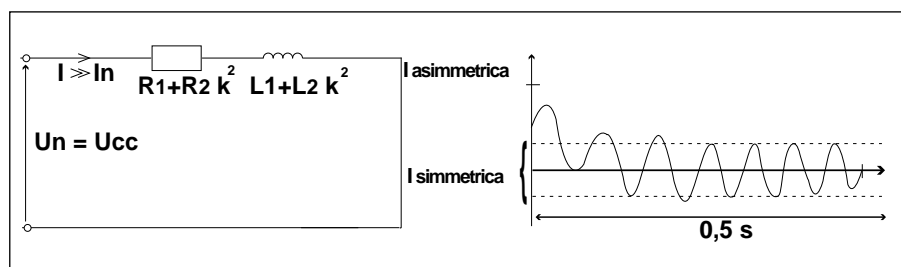 I ≫ In
R1+R2 k²
L1+L2 k²
Un = Ucc
I asimmetrica
I simmetrica
0,5 s